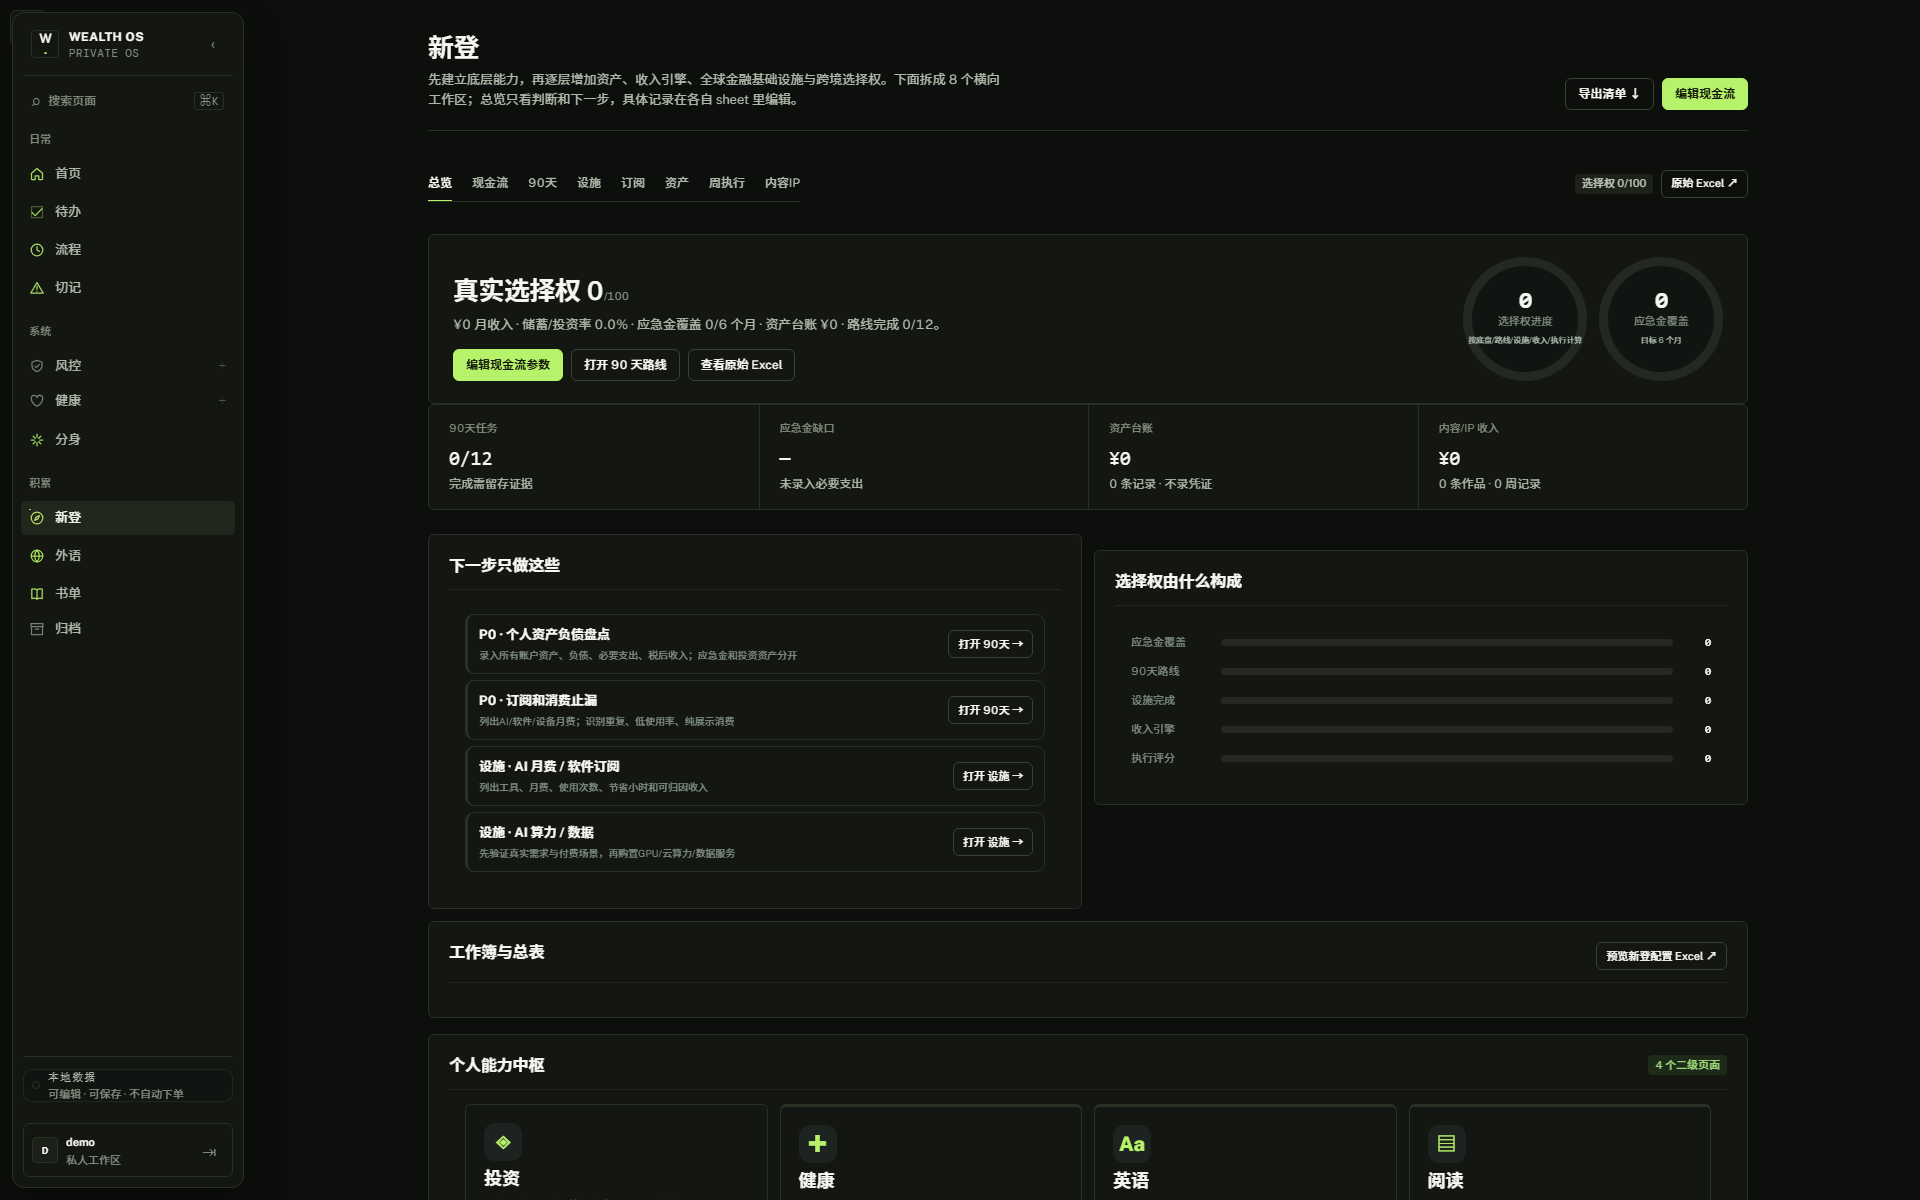 W
WEALTH OS
PRIVATE OS
‹
搜索页面
⌘K
日常
首页
待办
流程
切记
系统
风控 +
健康 +
分身
积累
新登
外语
书单
归档
本地数据
可编辑 · 可保存 · 不自动下单
D
demo
私人工作区
新登
先建立底层能力，再逐层增加资产、收入引擎、全球金融基础设施与跨境选择权。下面拆成 8 个横向
工作区；总览只看判断和下一步，具体记录在各自 sheet 里编辑。
导出清单 ↓
编辑现金流
总览 现金流 90天 设施 订阅 资产 周执行 内容IP
选择权 0/100
原始 Excel ↗
真实选择权 0/100
¥0 月收入 · 储蓄/投资率 0.0% · 应急金覆盖 0/6 个月 · 资产台账 ¥0 · 路线完成 0/12。
编辑现金流参数
打开 90 天路线
查看原始 Excel
0
选择权进度
按底盘/路线/设施/收入/执行计算
0
应急金覆盖
目标 6 个月
90天任务
0/12
完成需留存证据
应急金缺口
—
未录入必要支出
资产台账
¥0
0 条记录 · 不录凭证
内容/IP 收入
¥0
0 条作品 · 0 周记录
下一步只做这些
P0 · 个人资产负债盘点
录入所有账户资产、负债、必要支出、税后收入；应急金和投资资产分开
打开 90天 →
P0 · 订阅和消费止漏
列出AI/软件/设备月费；识别重复、低使用率、纯展示消费
打开 90天 →
设施 · AI 月费 / 软件订阅
列出工具、月费、使用次数、节省小时和可归因收入
打开 设施 →
设施 · AI 算力 / 数据
先验证真实需求与付费场景，再购置GPU/云算力/数据服务
打开 设施 →
选择权由什么构成
应急金覆盖 0
90天路线 0
设施完成 0
收入引擎 0
执行评分 0
工作簿与总表
预览新登配置 Excel ↗
个人能力中枢
4 个二级页面
投资
健康
Aa
英语
阅读